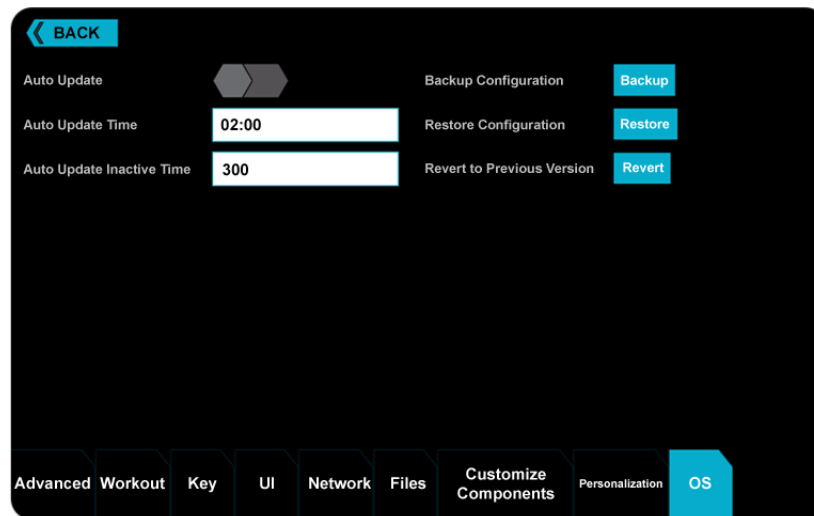 BACK
Auto Update
Backup Configuration
Backup
Auto Update Time
02:00
Restore Configuration
Restore
Auto Update Inactive Time
300
Revert to Previous Version
Revert
Advanced
Workout
Key
UI
Network
Files
Customize
Components
Personalization
OS